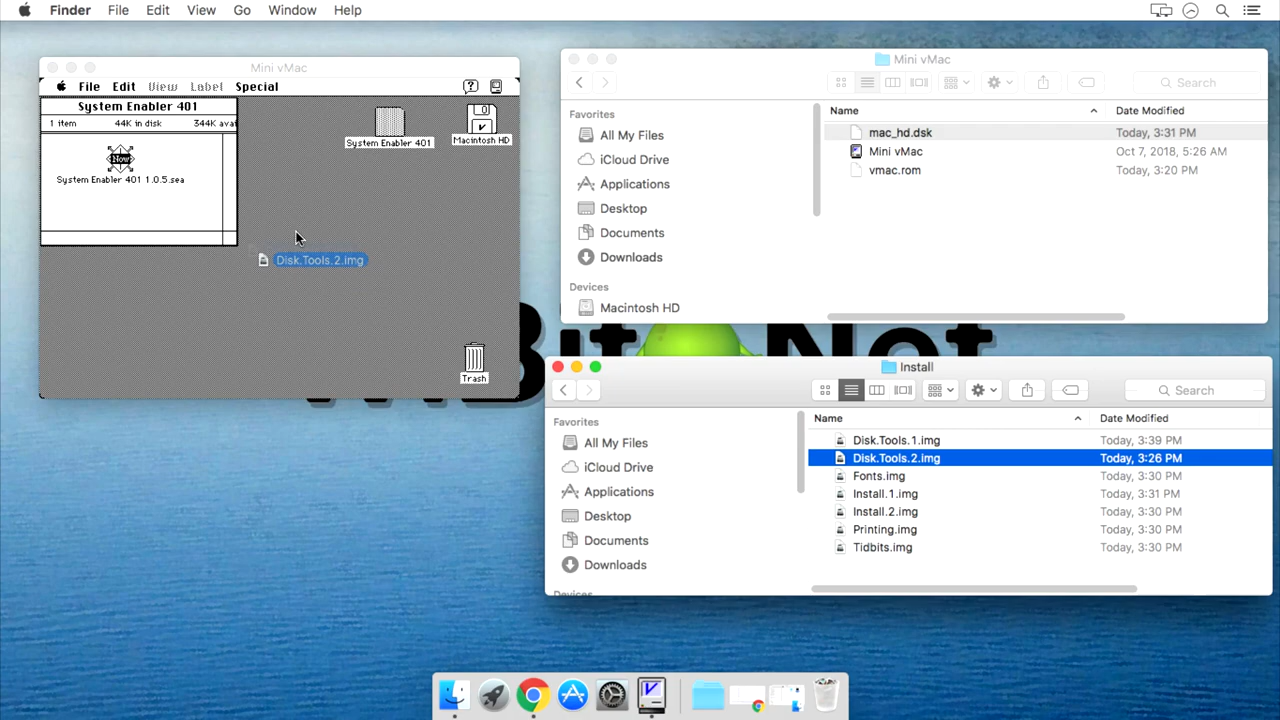 Finder File Edit View Go Window Help
Mini vMac
File Edit View Label Special
System Enabler 401
1 item 44K in disk 344K avai
Now
System Enabler 401 1.0.5.sea
System Enabler 401
Macintosh HD
Disk.Tools.2.img
Trash
Mini vMac
Search
Favorites
All My Files
iCloud Drive
Applications
Desktop
Documents
Downloads
Devices
Macintosh HD
Name Date Modified
mac_hd.dsk Today, 3:31 PM
Mini vMac Oct 7, 2018, 5:26 AM
vmac.rom Today, 3:20 PM
Install
Search
Favorites
All My Files
iCloud Drive
Applications
Desktop
Documents
Downloads
Devices
Name Date Modified
Disk.Tools.1.img Today, 3:39 PM
Disk.Tools.2.img Today, 3:26 PM
Fonts.img Today, 3:30 PM
Install.1.img Today, 3:31 PM
Install.2.img Today, 3:30 PM
Printing.img Today, 3:30 PM
Tidbits.img Today, 3:30 PM